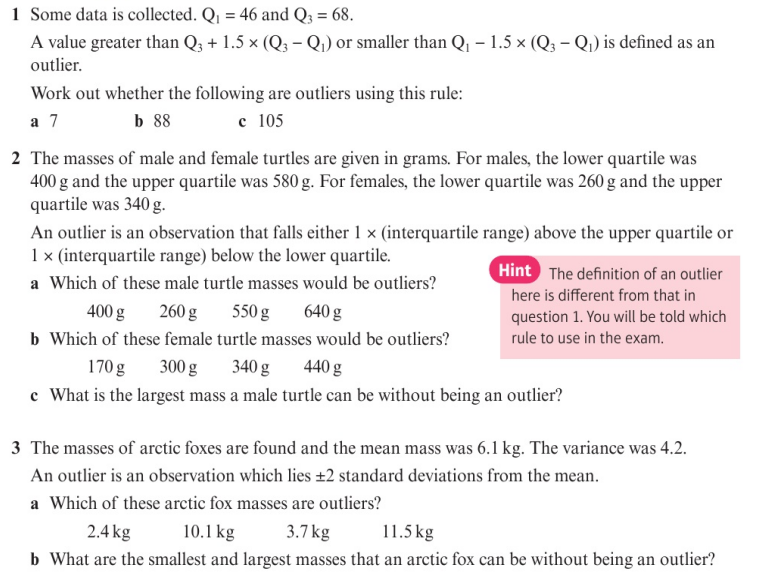 1 Some data is collected. Q₁ = 46 and Q₃ = 68.
A value greater than Q₃ + 1.5 × (Q₃ − Q₁) or smaller than Q₁ − 1.5 × (Q₃ − Q₁) is defined as an
outlier.
Work out whether the following are outliers using this rule:
a 7 b 88 c 105
2 The masses of male and female turtles are given in grams. For males, the lower quartile was
400 g and the upper quartile was 580 g. For females, the lower quartile was 260 g and the upper
quartile was 340 g.
An outlier is an observation that falls either 1 × (interquartile range) above the upper quartile or
1 × (interquartile range) below the lower quartile.
a Which of these male turtle masses would be outliers?
400 g 260 g 550 g 640 g
b Which of these female turtle masses would be outliers?
170 g 300 g 340 g 440 g
c What is the largest mass a male turtle can be without being an outlier?
Hint The definition of an outlier
here is different from that in
question 1. You will be told which
rule to use in the exam.
3 The masses of arctic foxes are found and the mean mass was 6.1 kg. The variance was 4.2.
An outlier is an observation which lies ±2 standard deviations from the mean.
a Which of these arctic fox masses are outliers?
2.4 kg 10.1 kg 3.7 kg 11.5 kg
b What are the smallest and largest masses that an arctic fox can be without being an outlier?